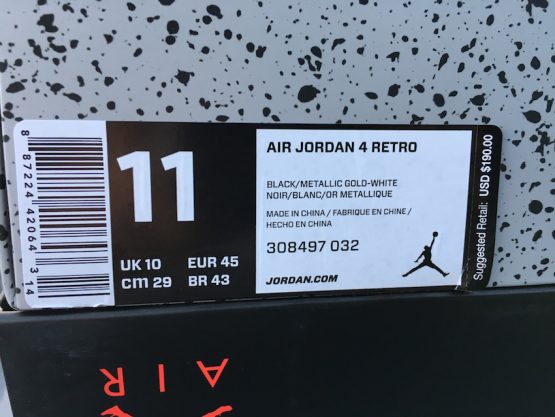 8 87224 42064 3 14
11
UK 10 EUR 45
cm 29 BR 43
AIR JORDAN 4 RETRO
BLACK/METALLIC GOLD-WHITE
NOIR/BLANC/OR METALLIQUE
MADE IN CHINA / FABRIQUE EN CHINE /
HECHO EN CHINA
308497 032
JORDAN.COM
Suggested Retail: USD $190.00
AIR